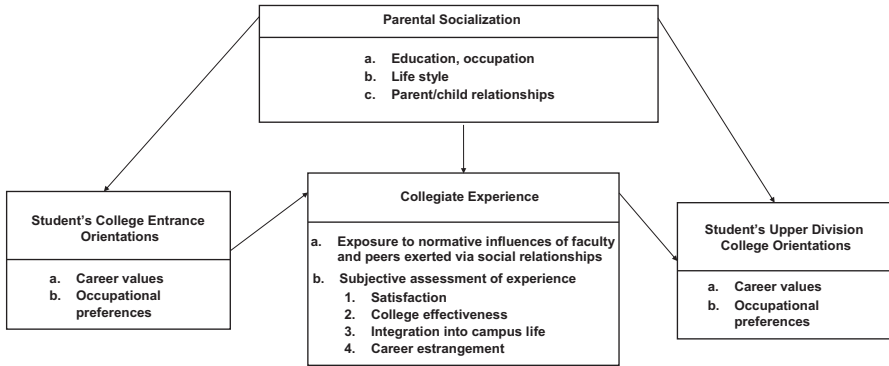 Parental Socialization
a. Education, occupation
b. Life style
c. Parent/child relationships
Student’s College Entrance
Orientations
a. Career values
b. Occupational
preferences
Collegiate Experience
a. Exposure to normative influences of faculty
and peers exerted via social relationships
b. Subjective assessment of experience
1. Satisfaction
2. College effectiveness
3. Integration into campus life
4. Career estrangement
Student’s Upper Division
College Orientations
a. Career values
b. Occupational
preferences